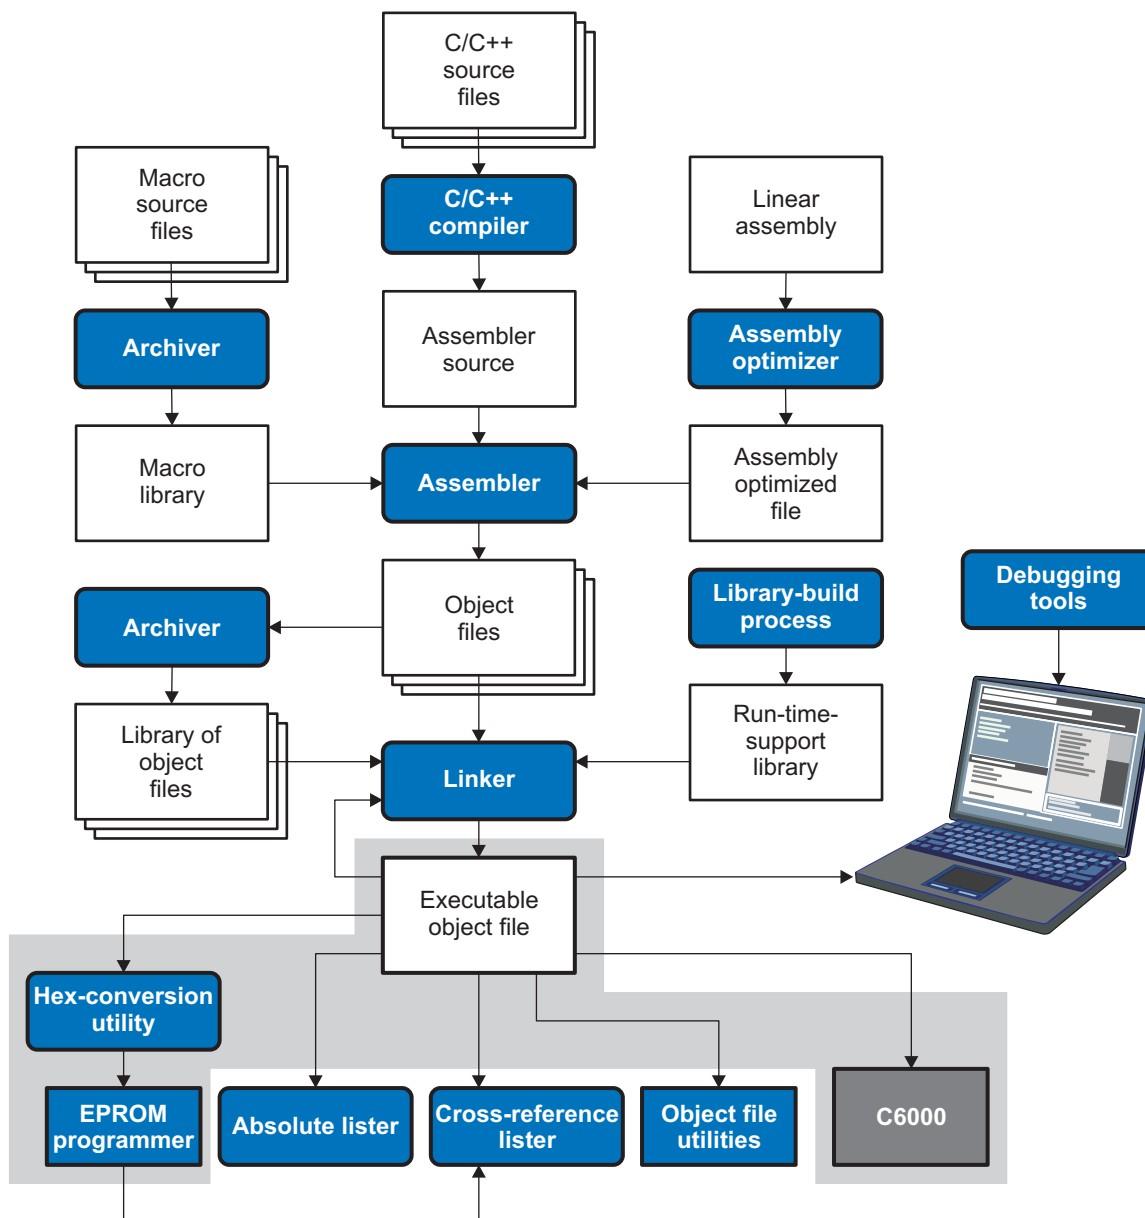 C/C++
source
files
Macro
source
files
C/C++
compiler
Linear
assembly
Archiver
Assembler
source
Assembly
optimizer
Macro
library
Assembler
Assembly
optimized
file
Archiver
Object
files
Library-build
process
Debugging
tools
Library of
object
files
Linker
Run-time-
support
library
Executable
object file
Hex-conversion
utility
EPROM
programmer
Absolute lister
Cross-reference
lister
Object file
utilities
C6000